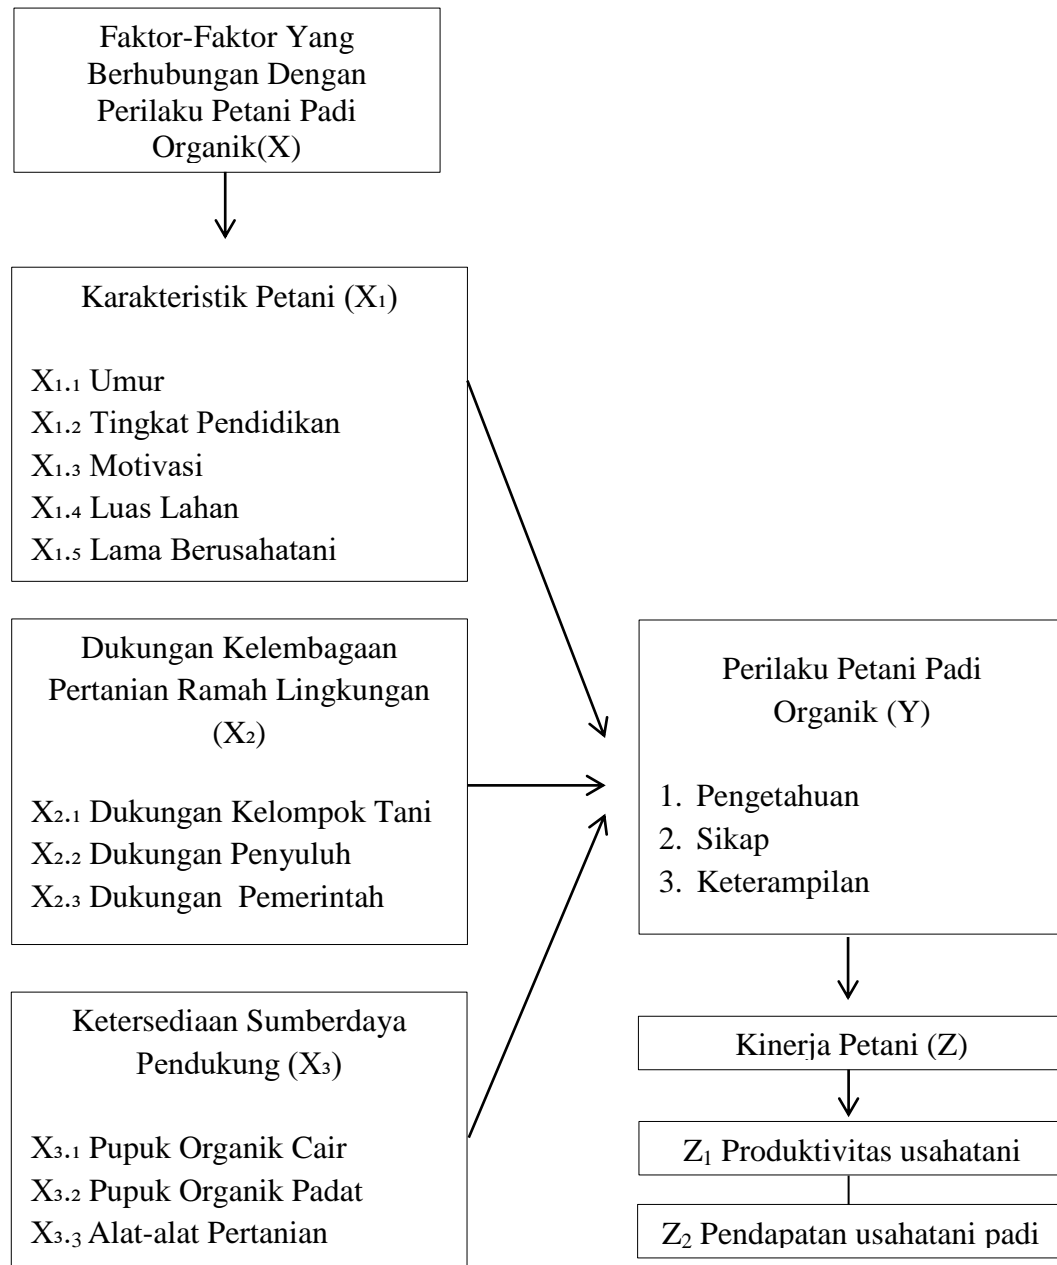 Faktor-Faktor Yang
Berhubungan Dengan
Perilaku Petani Padi
Organik(X)
Karakteristik Petani (X₁)
X₁.₁ Umur
X₁.₂ Tingkat Pendidikan
X₁.₃ Motivasi
X₁.₄ Luas Lahan
X₁.₅ Lama Berusahatani
Dukungan Kelembagaan
Pertanian Ramah Lingkungan
(X₂)
X₂.₁ Dukungan Kelompok Tani
X₂.₂ Dukungan Penyuluh
X₂.₃ Dukungan Pemerintah
Ketersediaan Sumberdaya
Pendukung (X₃)
X₃.₁ Pupuk Organik Cair
X₃.₂ Pupuk Organik Padat
X₃.₃ Alat-alat Pertanian
Perilaku Petani Padi
Organik (Y)
1. Pengetahuan
2. Sikap
3. Keterampilan
Kinerja Petani (Z)
Z₁ Produktivitas usahatani
Z₂ Pendapatan usahatani padi